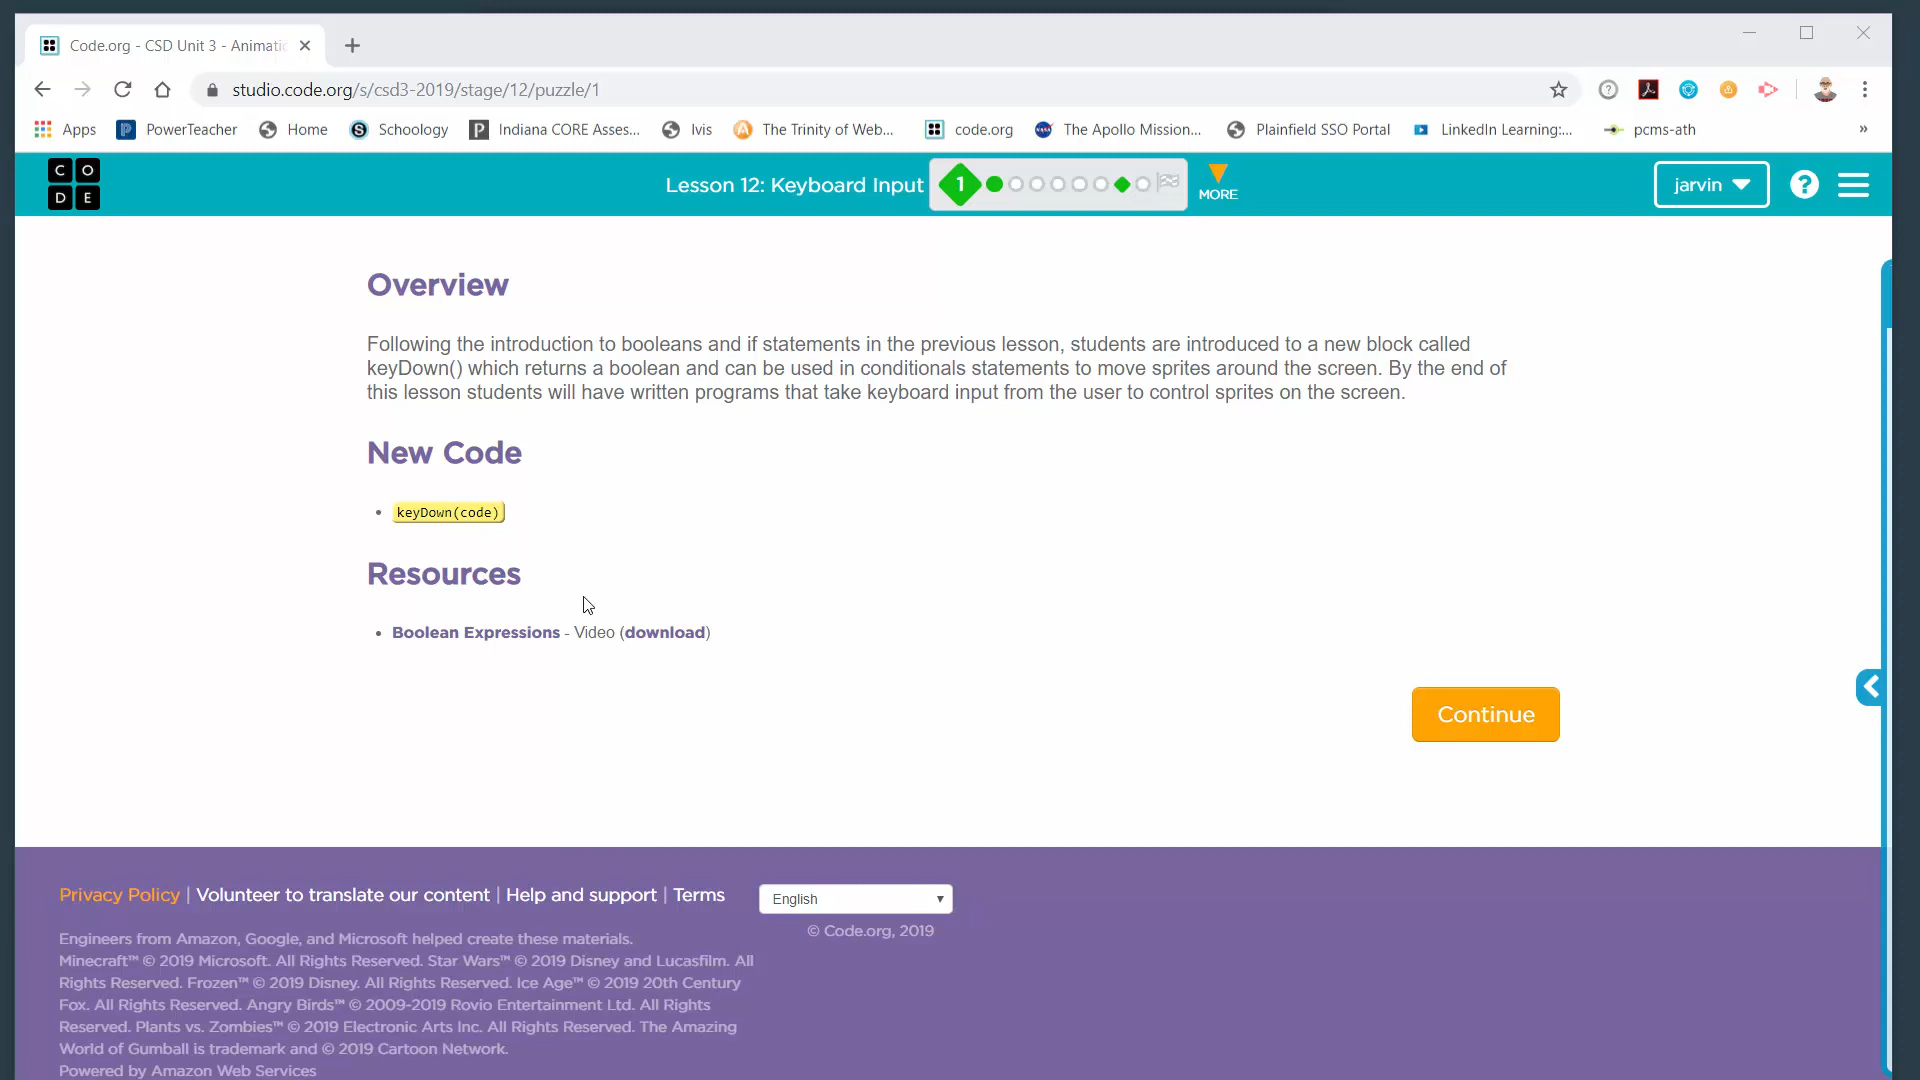 Code.org - CSD Unit 3 - Animatic
studio.code.org/s/csd3-2019/stage/12/puzzle/1
Apps PowerTeacher Home Schoology Indiana CORE Asses... Ivis The Trinity of Web... code.org The Apollo Mission... Plainfield SSO Portal LinkedIn Learning:... pcms-ath »
CODE
Lesson 12: Keyboard Input 1 MORE jarvin ?
Overview
Following the introduction to booleans and if statements in the previous lesson, students are introduced to a new block called
keyDown() which returns a boolean and can be used in conditionals statements to move sprites around the screen. By the end of
this lesson students will have written programs that take keyboard input from the user to control sprites on the screen.
New Code
• keyDown(code)
Resources
• Boolean Expressions - Video (download)
Continue
Privacy Policy | Volunteer to translate our content | Help and support | Terms
English
© Code.org, 2019
Engineers from Amazon, Google, and Microsoft helped create these materials.
Minecraft™ © 2019 Microsoft. All Rights Reserved. Star Wars™ © 2019 Disney and Lucasfilm. All
Rights Reserved. Frozen™ © 2019 Disney. All Rights Reserved. Ice Age™ © 2019 20th Century
Fox. All Rights Reserved. Angry Birds™ © 2009-2019 Rovio Entertainment Ltd. All Rights
Reserved. Plants vs. Zombies™ © 2019 Electronic Arts Inc. All Rights Reserved. The Amazing
World of Gumball is trademark and © 2019 Cartoon Network.
Powered by Amazon Web Services